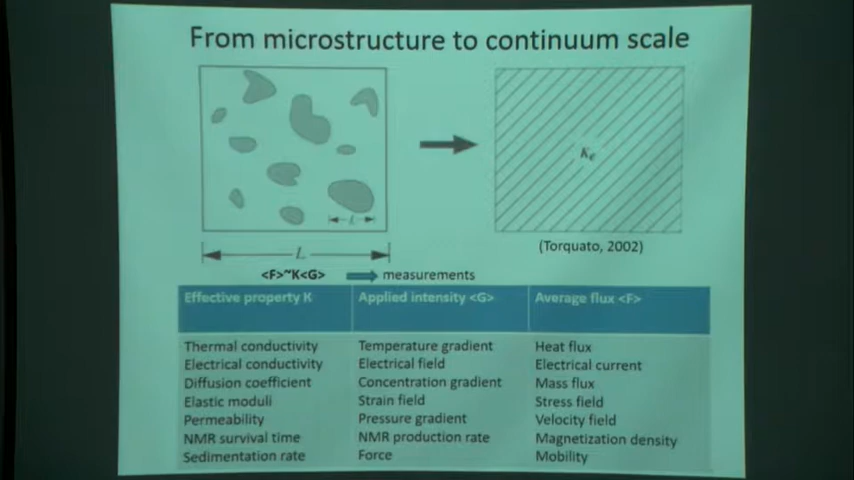 From microstructure to continuum scale
Ke
L
L
(Torquato, 2002)
<F>~K<G> measurements
Effective property K Applied intensity <G> Average flux <F>
Thermal conductivity Temperature gradient Heat flux
Electrical conductivity Electrical field Electrical current
Diffusion coefficient Concentration gradient Mass flux
Elastic moduli Strain field Stress field
Permeability Pressure gradient Velocity field
NMR survival time NMR production rate Magnetization density
Sedimentation rate Force Mobility